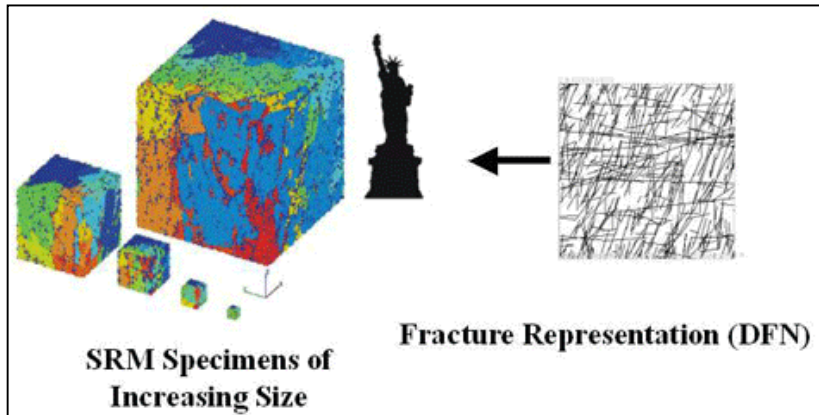 SRM Specimens of
Increasing Size
Fracture Representation (DFN)